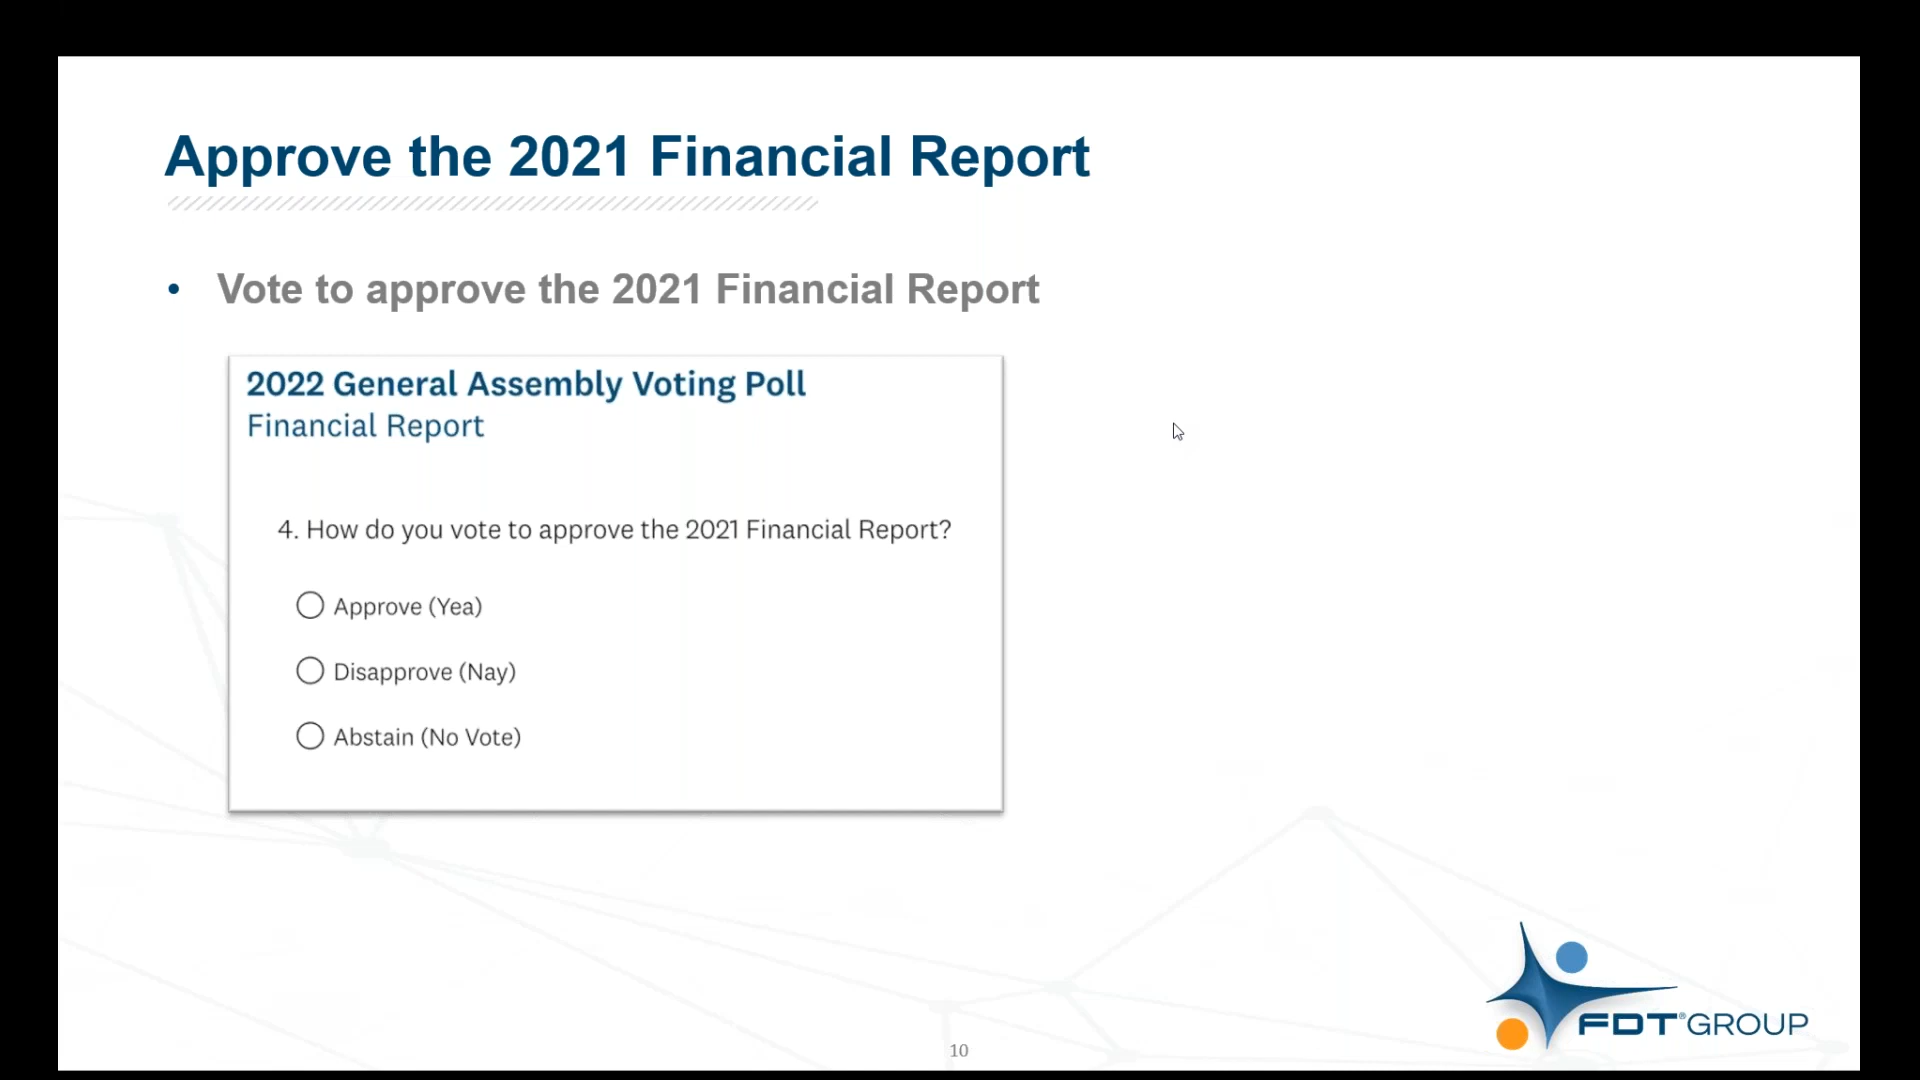 Approve the 2021 Financial Report
• Vote to approve the 2021 Financial Report
2022 General Assembly Voting Poll
Financial Report
4. How do you vote to approve the 2021 Financial Report?
Approve (Yea)
Disapprove (Nay)
Abstain (No Vote)
FDT®GROUP
10